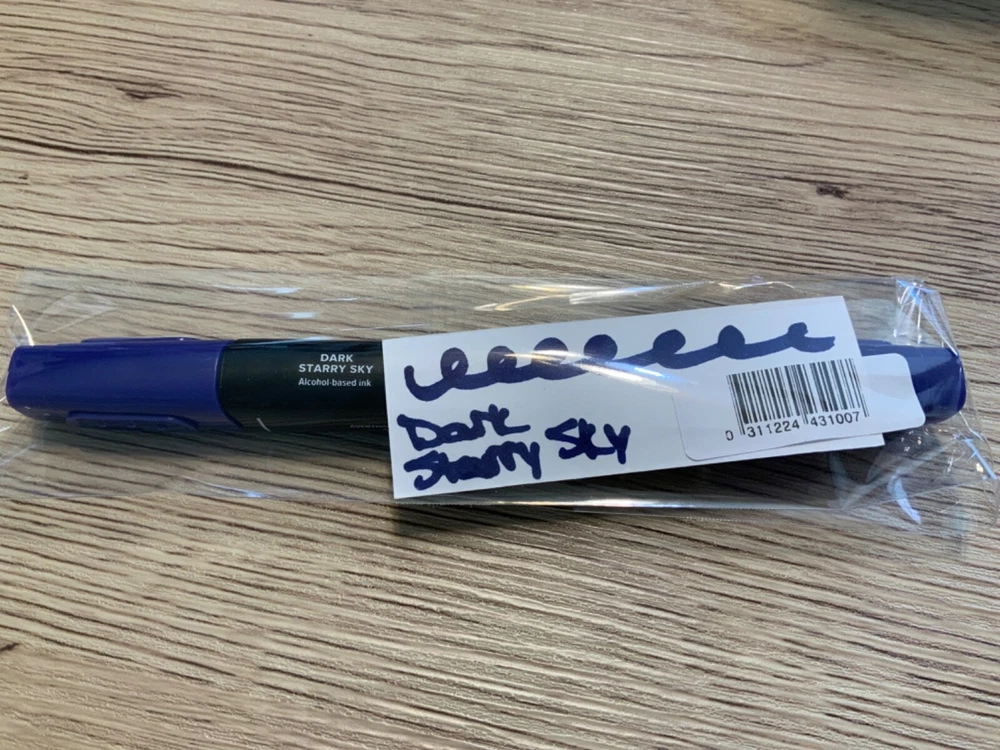 DARK
STARRY SKY
Alcohol-based ink
Dark
Starry Sky
0 311224 431007